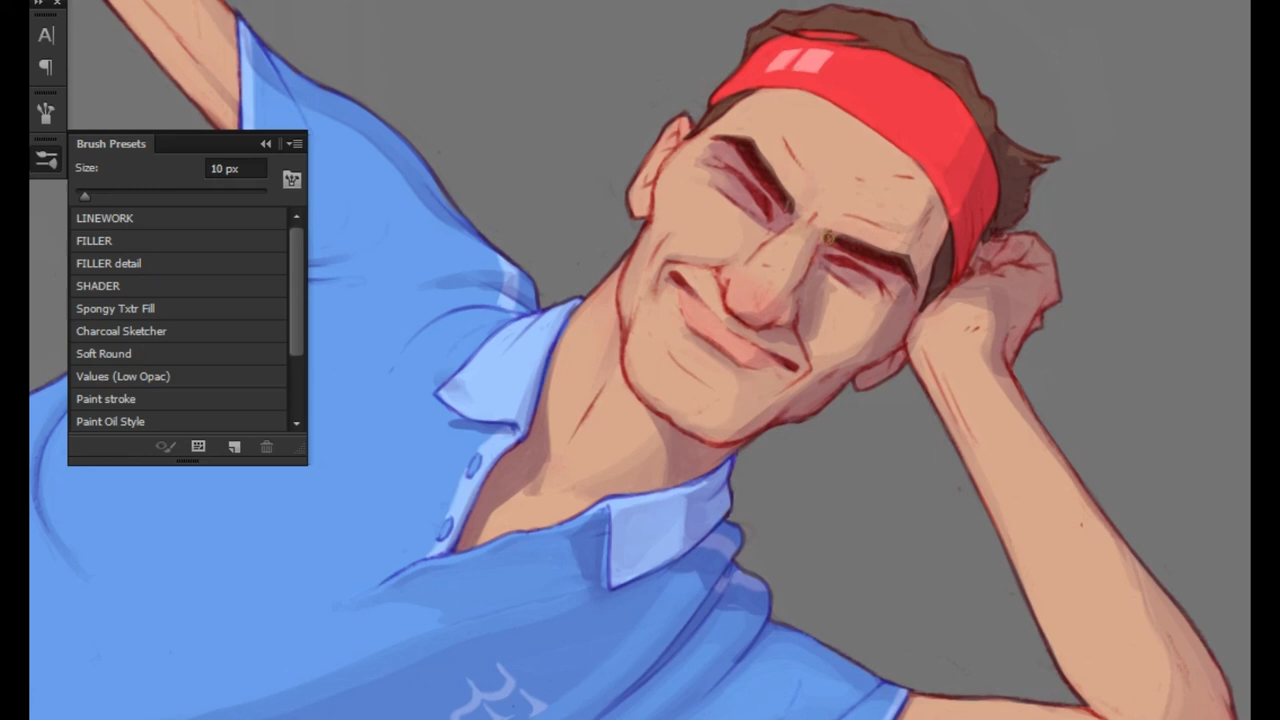 A|
¶
Brush Presets
Size:
10 px
LINEWORK
FILLER
FILLER detail
SHADER
Spongy Txtr Fill
Charcoal Sketcher
Soft Round
Values (Low Opac)
Paint stroke
Paint Oil Style